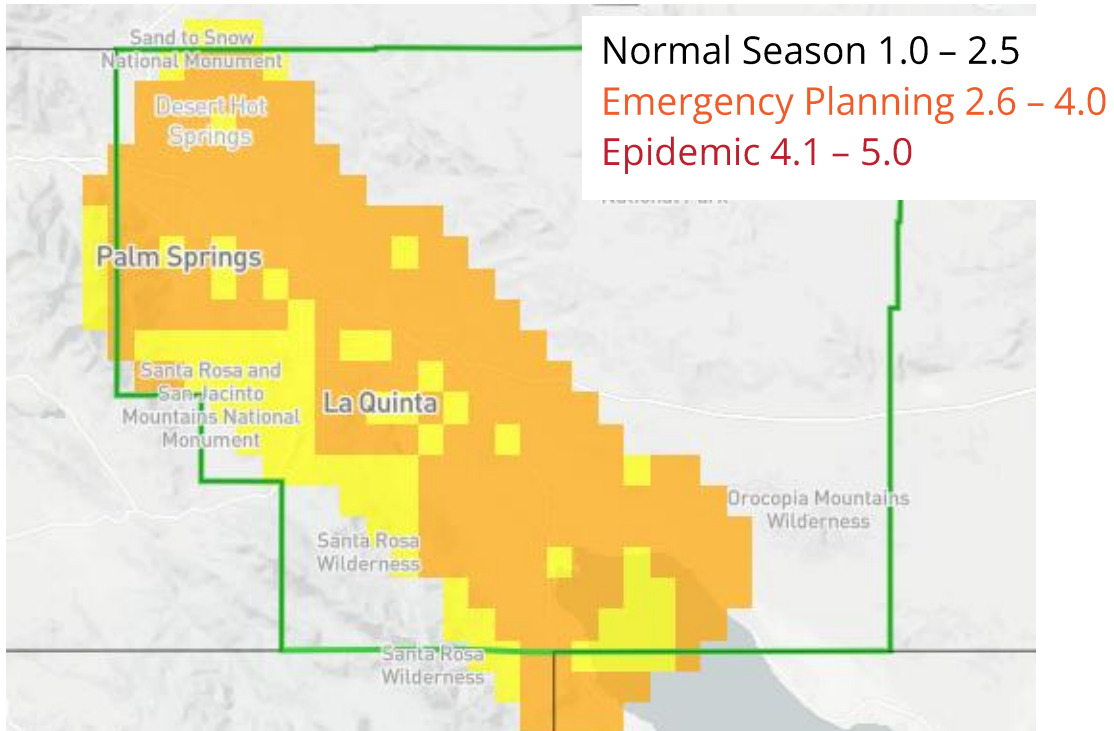 Sand to Snow
National Monument
Normal Season 1.0 – 2.5
Emergency Planning 2.6 – 4.0
Epidemic 4.1 – 5.0
Desert Hot
Springs
National Park
Palm Springs
Santa Rosa and
San Jacinto
Mountains National
Monument
La Quinta
Orocopia Mountains
Wilderness
Santa Rosa
Wilderness
Santa Rosa
Wilderness